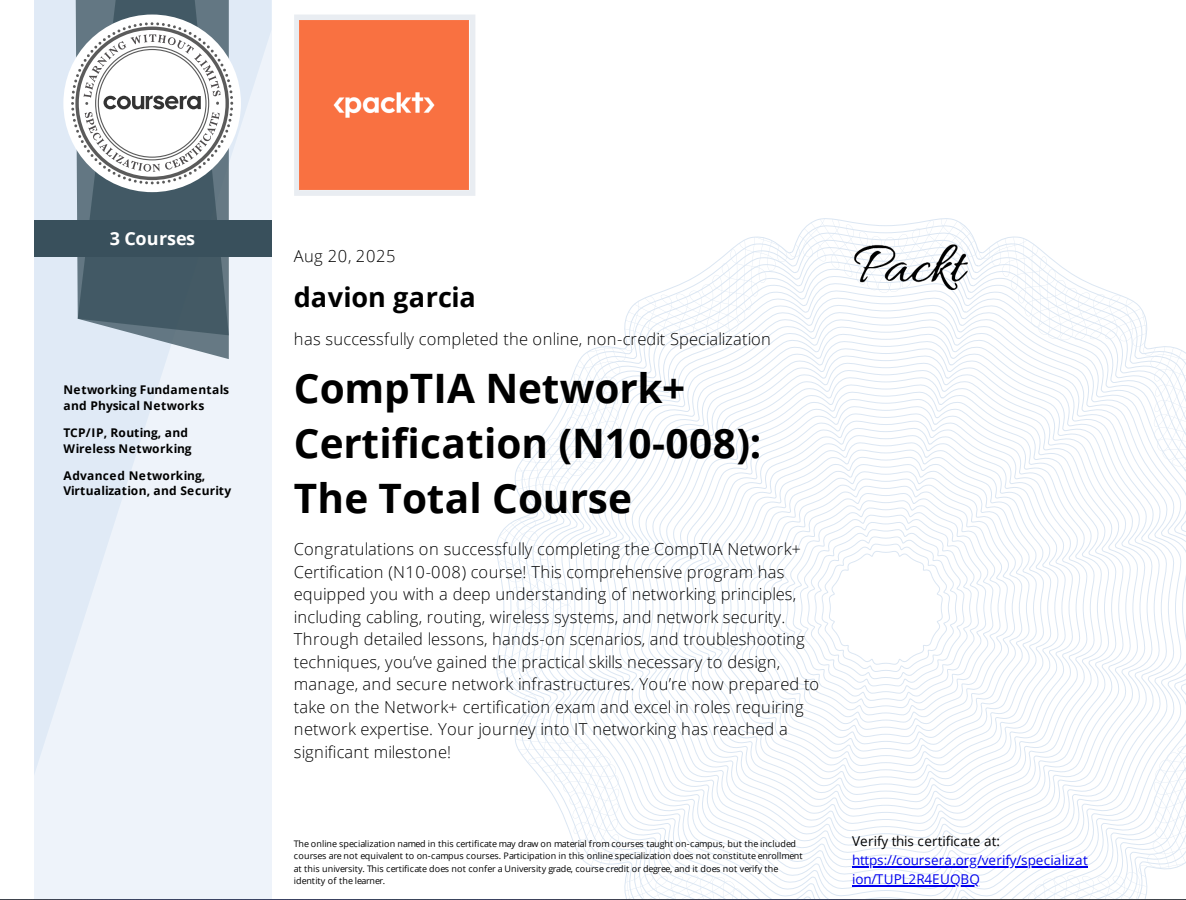 LEARNING WITHOUT LIMITS
coursera
SPECIALIZATION CERTIFICATE
3 Courses
Networking Fundamentals
and Physical Networks
TCP/IP, Routing, and
Wireless Networking
Advanced Networking,
Virtualization, and Security
<packt>
Aug 20, 2025
davion garcia
has successfully completed the online, non-credit Specialization
CompTIA Network+
Certification (N10-008):
The Total Course
Congratulations on successfully completing the CompTIA Network+
Certification (N10-008) course! This comprehensive program has
equipped you with a deep understanding of networking principles,
including cabling, routing, wireless systems, and network security.
Through detailed lessons, hands-on scenarios, and troubleshooting
techniques, you’ve gained the practical skills necessary to design,
manage, and secure network infrastructures. You’re now prepared to
take on the Network+ certification exam and excel in roles requiring
network expertise. Your journey into IT networking has reached a
significant milestone!
Packt
The online specialization named in this certificate may draw on material from courses taught on-campus, but the included
courses are not equivalent to on-campus courses. Participation in this online specialization does not constitute enrollment
at this university. This certificate does not confer a University grade, course credit or degree, and it does not verify the
identity of the learner.
Verify this certificate at:
https://coursera.org/verify/specializat
ion/TUPL2R4EUQBQ